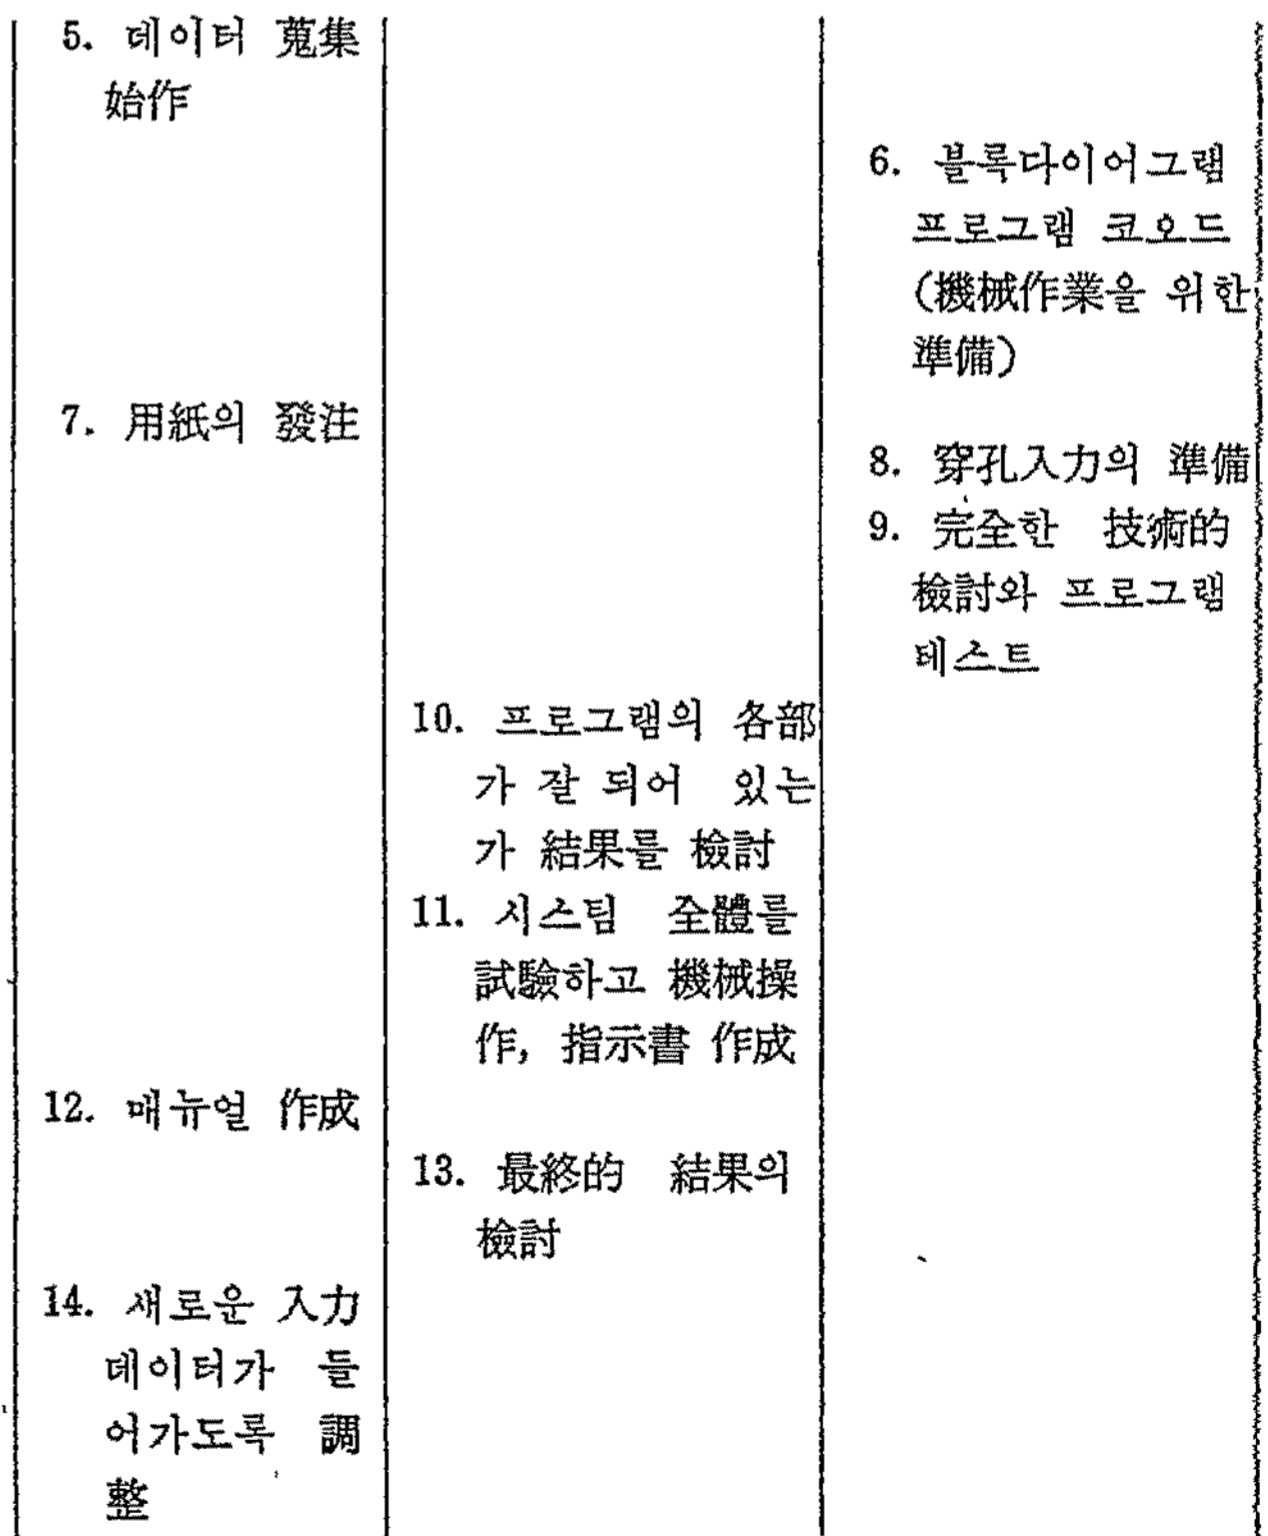 5. 데이터 蒐集
始作
6. 블록다이어그램
프로그램 코오드
(機械作業을 위한
準備)
7. 用紙의 發注
8. 穿孔入力의 準備
9. 完全한 技術的
檢討와 프로그램
테스트
10. 프로그램의 各部
가 잘 되어 있는
가 結果를 檢討
11. 시스팀 全體를
試驗하고 機械操
作, 指示書 作成
12. 매뉴얼 作成
13. 最終的 結果의
檢討
14. 새로운 入力
데이터가 들
어가도록 調
整